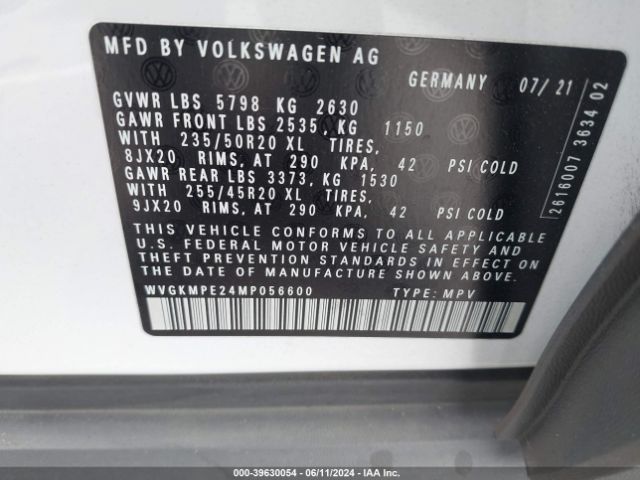 MFD BY VOLKSWAGEN AG
GERMANY 07/21
GVWR LBS 5798 KG 2630
GAWR FRONT LBS 2535, KG 1150
WITH 235/50R20 XL TIRES,
8JX20 RIMS, AT 290 KPA, 42 PSI COLD
GAWR REAR LBS 3373, KG 1530
WITH 255/45R20 XL TIRES,
9JX20 RIMS, AT 290 KPA, 42 PSI COLD
THIS VEHICLE CONFORMS TO ALL APPLICABLE
U.S. FEDERAL MOTOR VEHICLE SAFETY AND
THEFT PREVENTION STANDARDS IN EFFECT ON
THE DATE OF MANUFACTURE SHOWN ABOVE.
WVGKMPE24MP056600 TYPE: MPV
2616007 3634 02
000-39630054 - 06/11/2024 - IAAI.COM